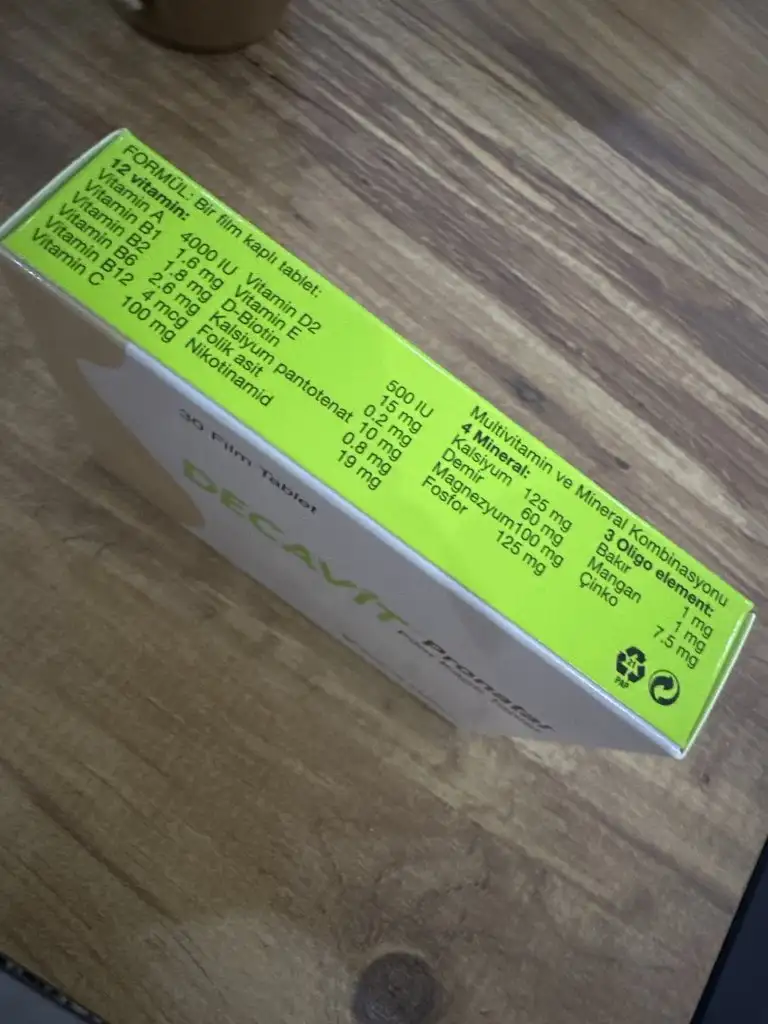 FORMÜL: Bir film kaplı tablet:
12 vitamin:
Vitamin A 4000 IU
Vitamin B1 1.6 mg
Vitamin B2 1.8 mg
Vitamin B6 2.6 mg
Vitamin B12 4 mcg
Vitamin C 100 mg
Vitamin D2 500 IU
Vitamin E 15 mg
D-Biotin 0.2 mg
Kalsiyum pantotenat 10 mg
Folik asit 0.8 mg
Nikotinamid 19 mg
Multivitamin ve Mineral Kombinasyonu
4 Mineral:
Kalsiyum 125 mg
Demir 60 mg
Magnezyum100 mg
Fosfor 125 mg
3 Oligo element:
Bakır 1 mg
Mangan 1 mg
Çinko 7.5 mg
21
PAP
30 Film Tablet
DECAVİT Pronatal